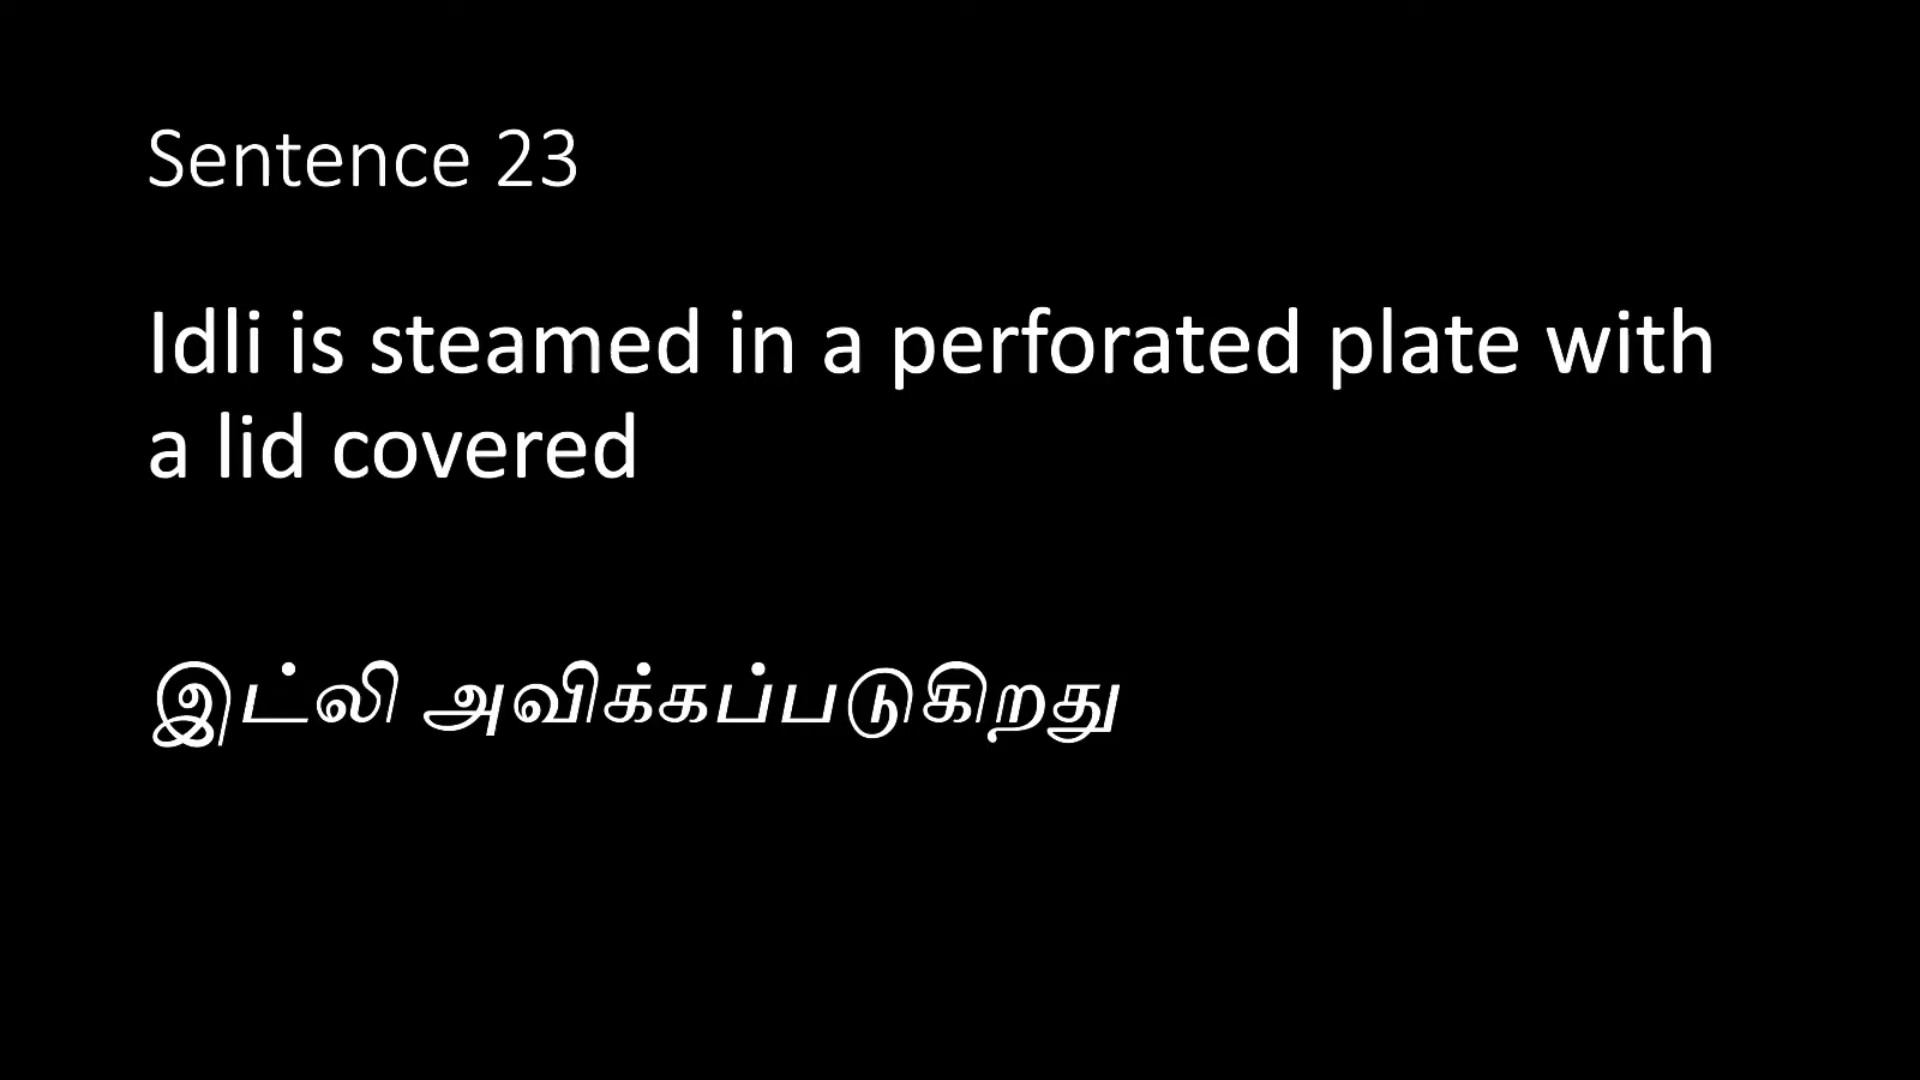 Sentence 23
Idli is steamed in a perforated plate with
a lid covered
இட்லி அவிக்கப்படுகிறது